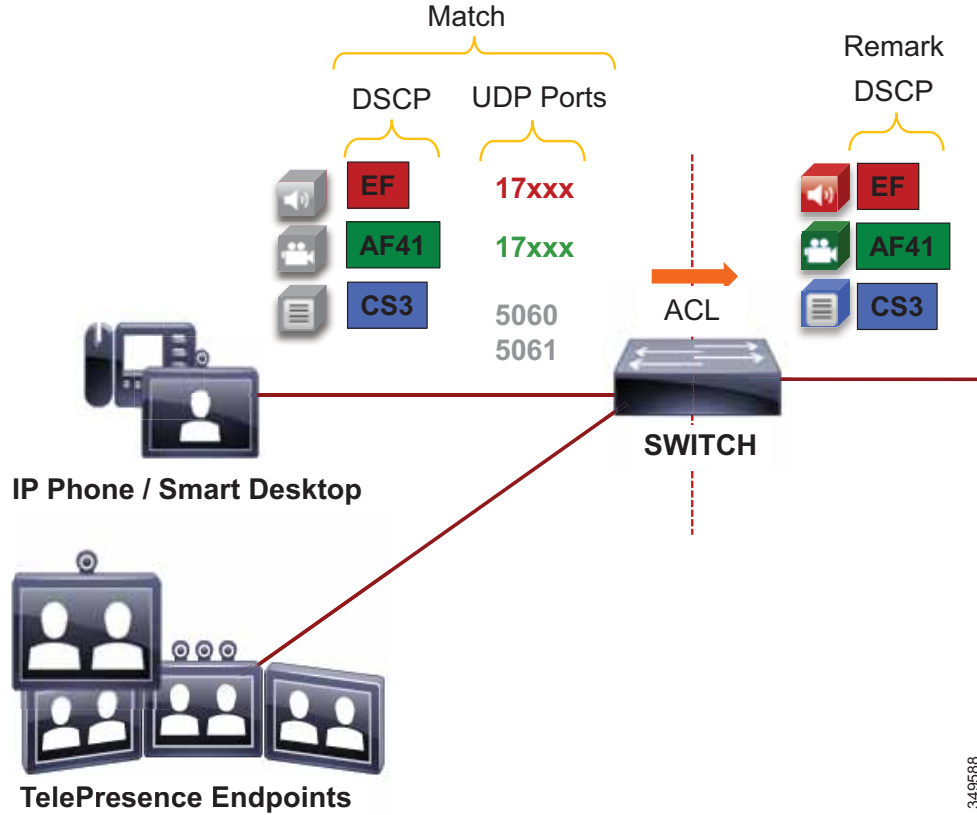 Match
Remark
DSCP
UDP Ports
DSCP
EF
17xxx
EF
AF41
17xxx
AF41
CS3
5060
5061
ACL
CS3
SWITCH
IP Phone / Smart Desktop
TelePresence Endpoints
349588